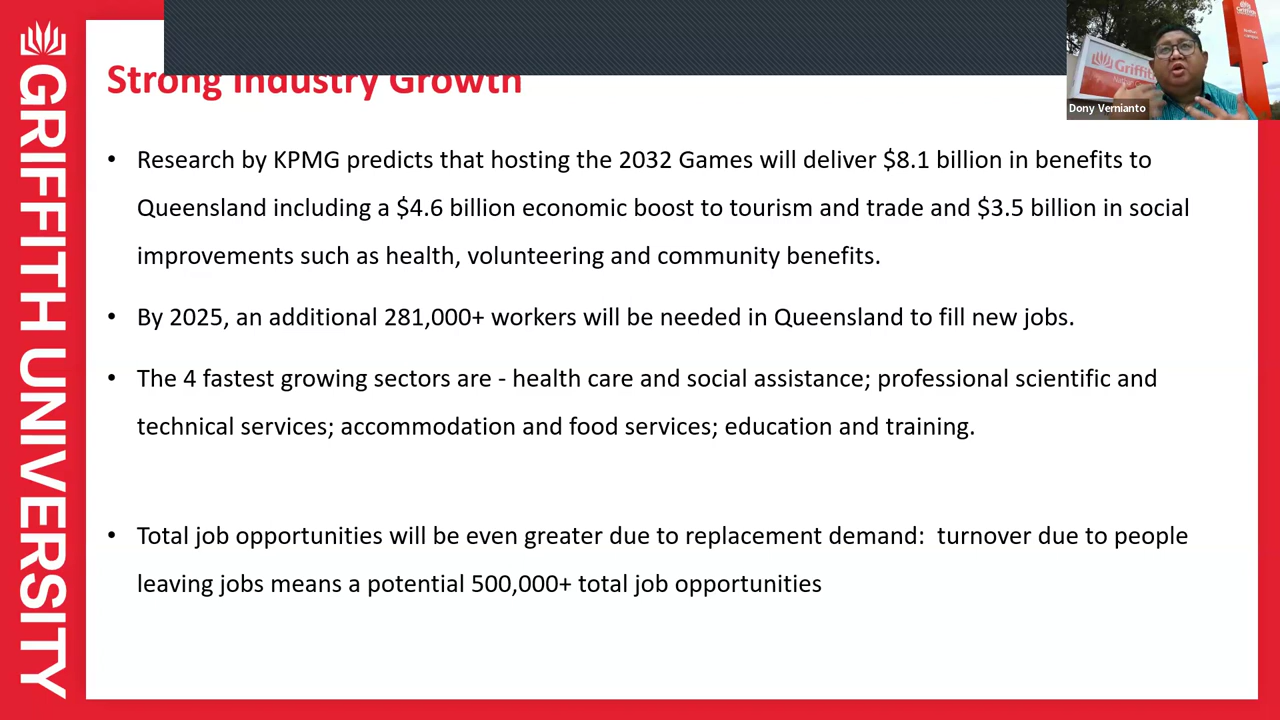 GRIFFITH UNIVERSITY
Strong Industry Growth
• Research by KPMG predicts that hosting the 2032 Games will deliver $8.1 billion in benefits to
Queensland including a $4.6 billion economic boost to tourism and trade and $3.5 billion in social
improvements such as health, volunteering and community benefits.
• By 2025, an additional 281,000+ workers will be needed in Queensland to fill new jobs.
• The 4 fastest growing sectors are - health care and social assistance; professional scientific and
technical services; accommodation and food services; education and training.
• Total job opportunities will be even greater due to replacement demand:  turnover due to people
leaving jobs means a potential 500,000+ total job opportunities
Griffith
Dony Vernianto